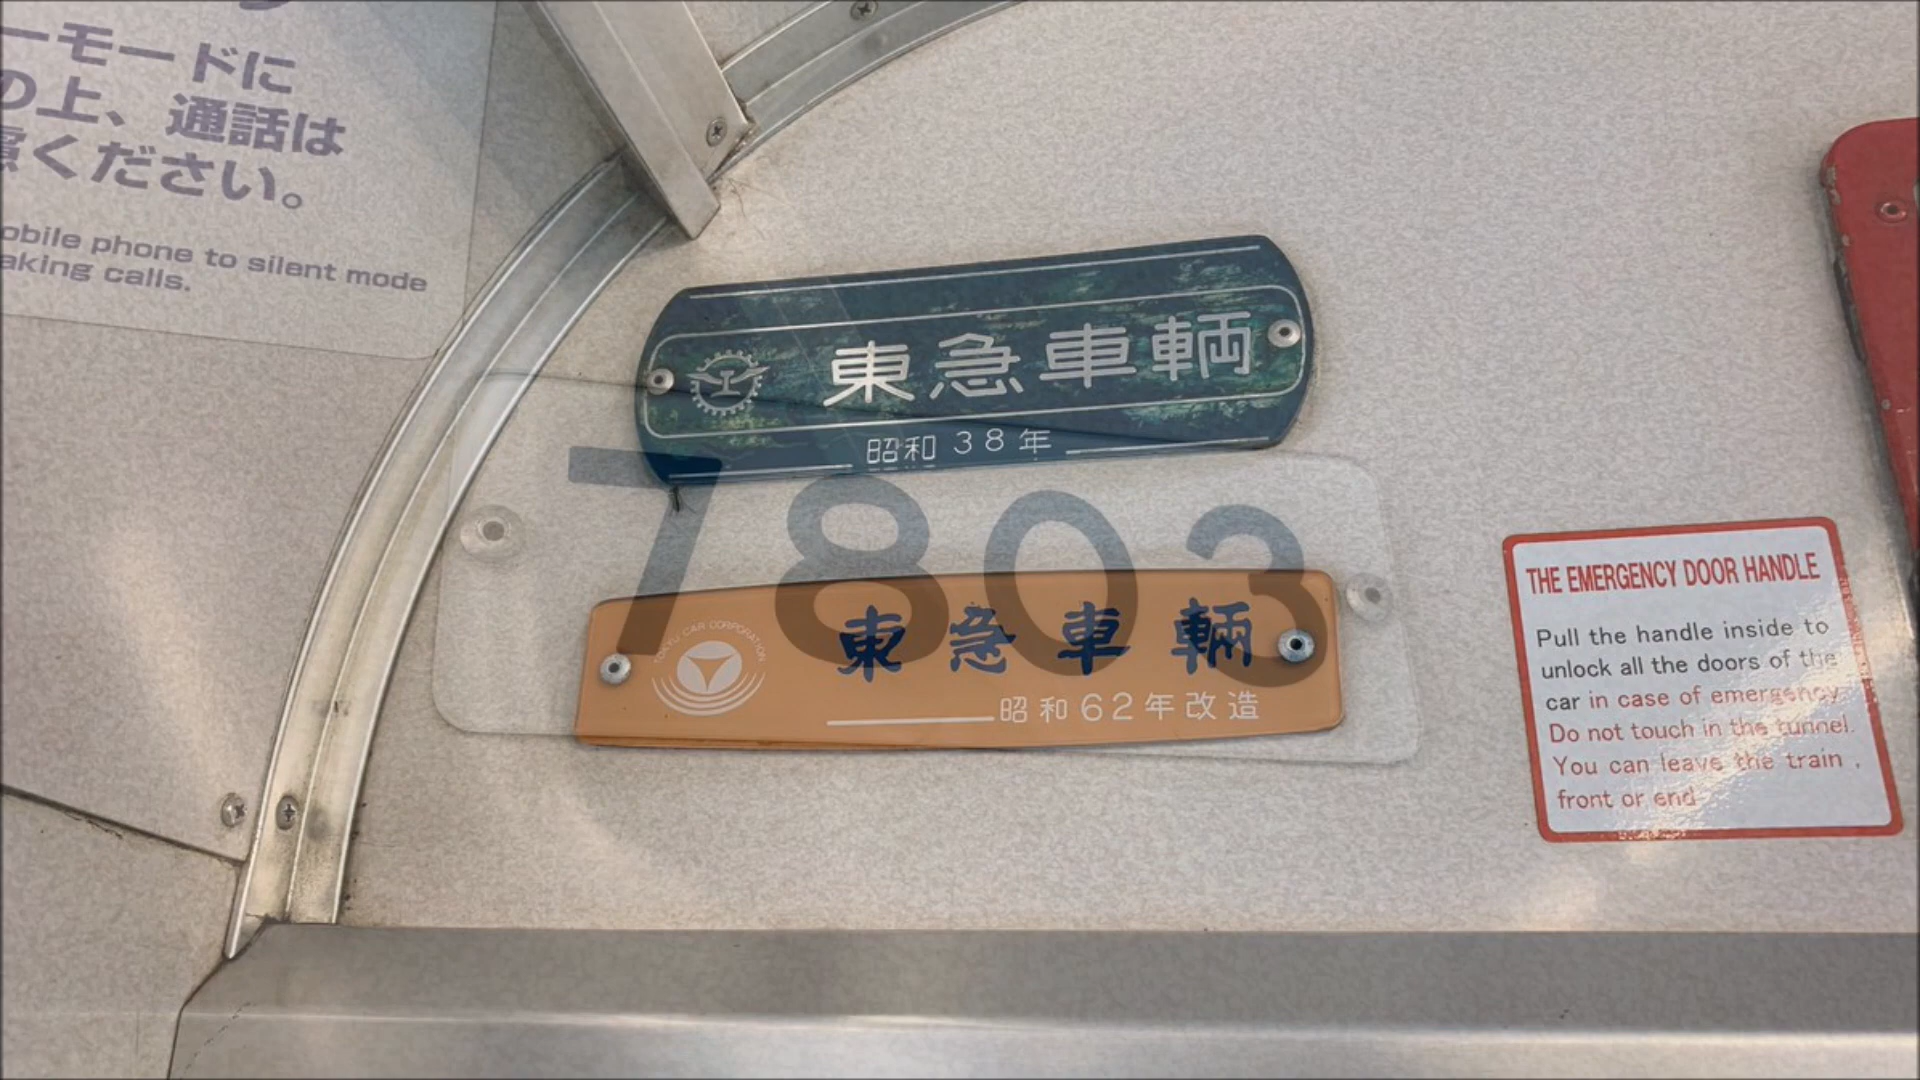 ーモードに
の上、通話は
慮ください。
obile phone to silent mode
aking calls.
東急車輌
昭和38年
7803
TOKYU CAR CORPORATION
東急車輛
昭和62年改造
THE EMERGENCY DOOR HANDLE
Pull the handle inside to
unlock all the doors of the
car in case of emergency.
Do not touch in the tunnel.
You can leave the train
front or end